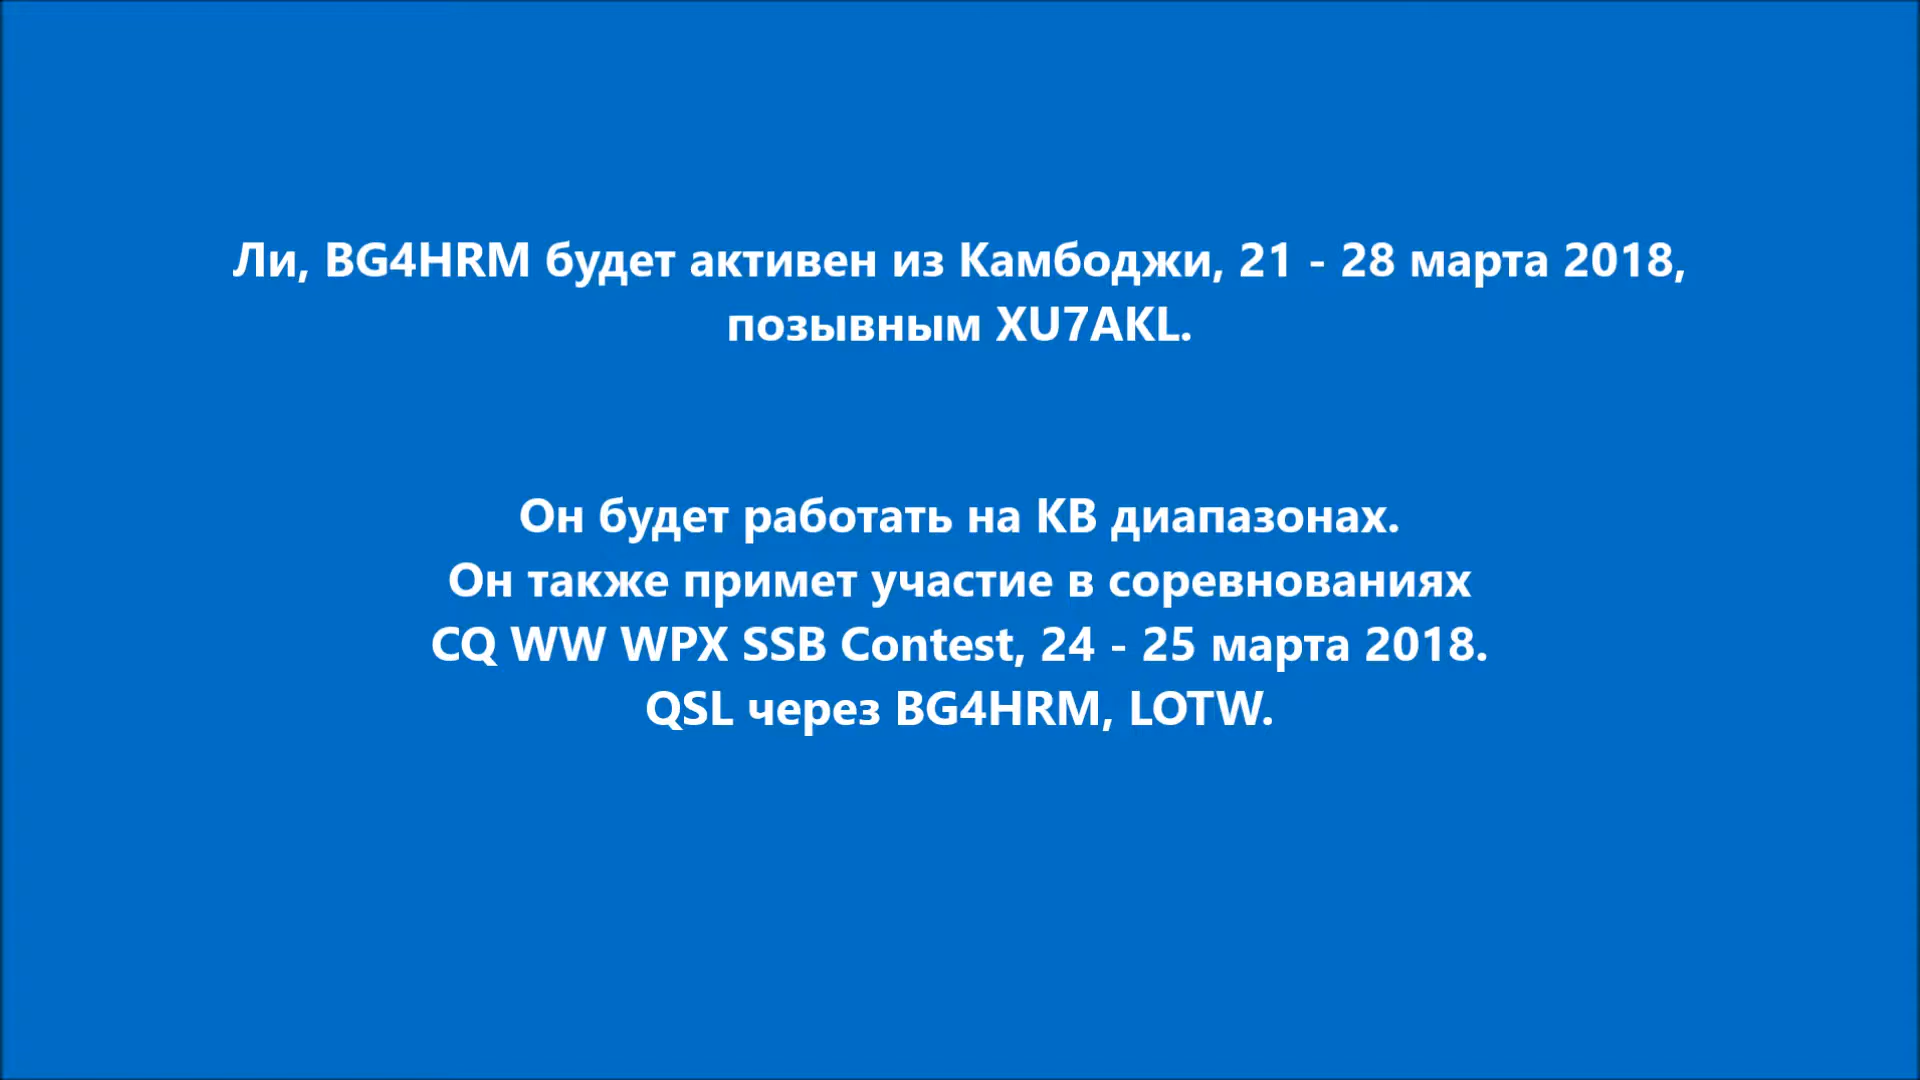 Ли, BG4HRM будет активен из Камбоджи, 21 - 28 марта 2018,
позывным XU7AKL.
Он будет работать на КВ диапазонах.
Он также примет участие в соревнованиях
CQ WW WPX SSB Contest, 24 - 25 марта 2018.
QSL через BG4HRM, LOTW.